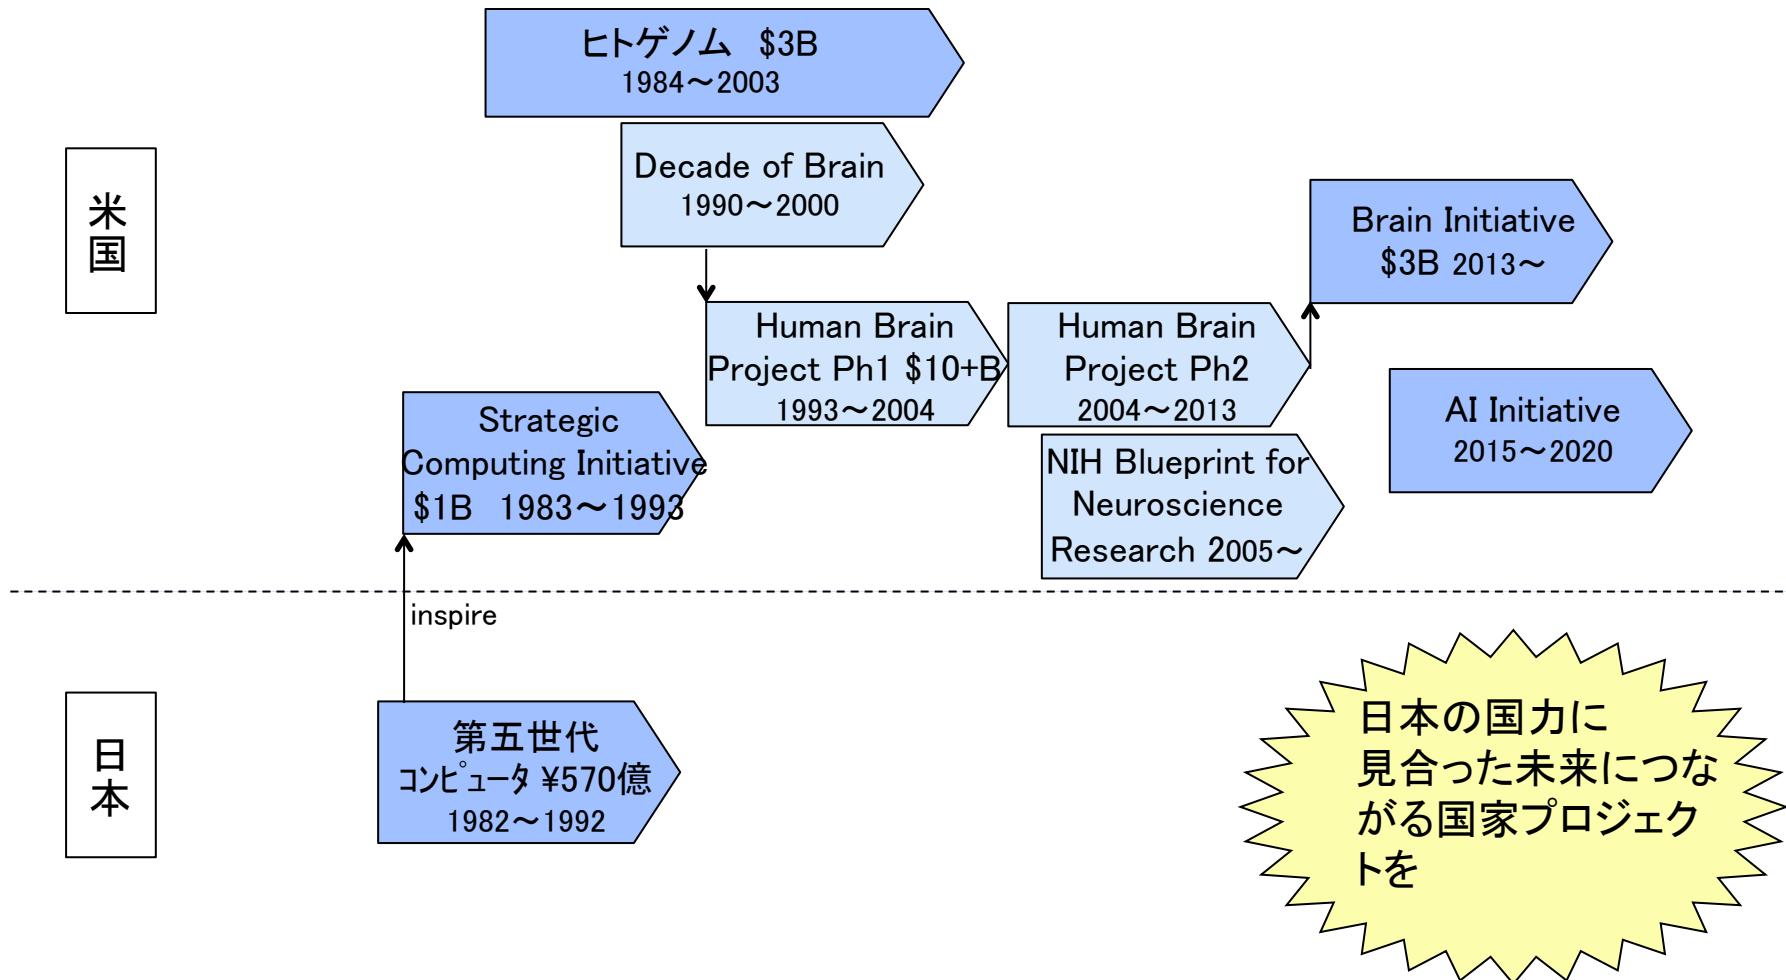 ヒトゲノム $3B
1984～2003
Decade of Brain
1990～2000
米
国
Brain Initiative
$3B 2013～
Human Brain
Project Ph1 $10+B
1993～2004
Human Brain
Project Ph2
2004～2013
AI Initiative
2015～2020
Strategic
Computing Initiative
$1B 1983～1993
NIH Blueprint for
Neuroscience
Research 2005～
inspire
日
本
第五世代
コンピュータ ¥570億
1982～1992
日本の国力に
見合った未来につな
がる国家プロジェク
トを